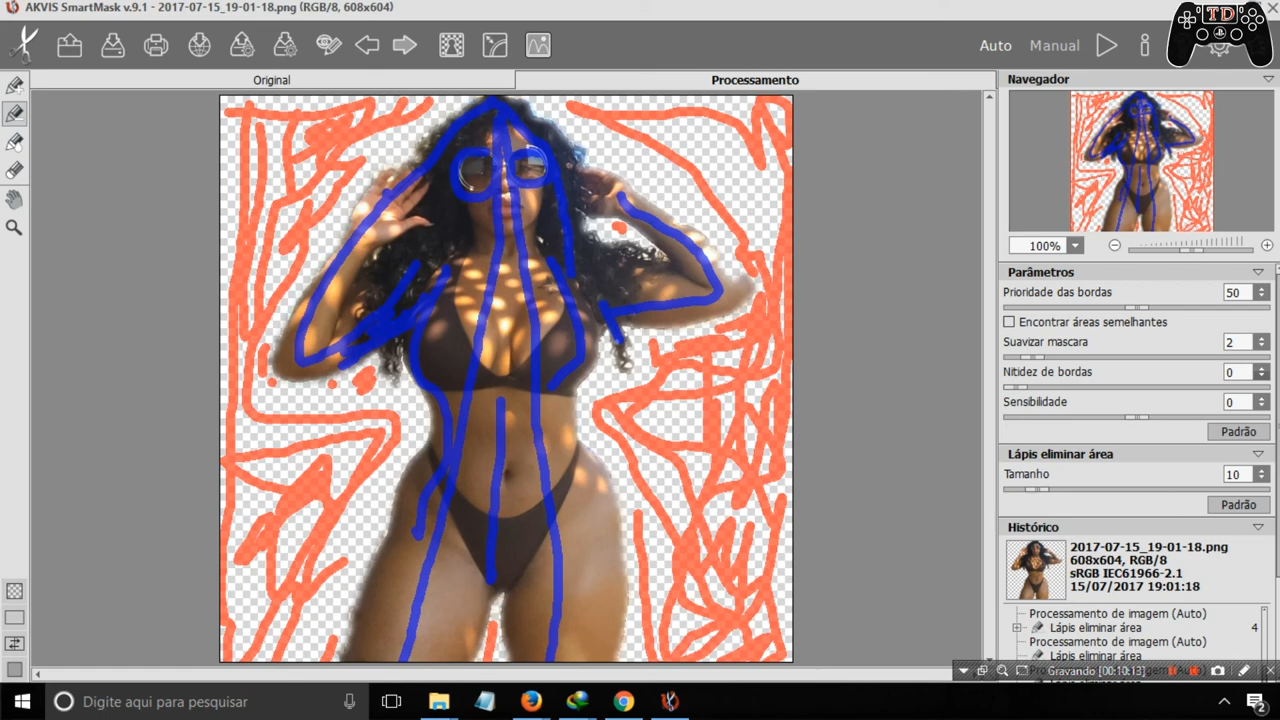 AKVIS SmartMask v.9.1 - 2017-07-15_19-01-18.png (RGB/8, 608x604)
TD
Auto
Manual
Original
Processamento
Navegador
100%
Parâmetros
Prioridade das bordas 50
Encontrar áreas semelhantes
Suavizar mascara 2
Nitidez de bordas 0
Sensibilidade 0
Padrão
Lápis eliminar área
Tamanho 10
Padrão
Histórico
2017-07-15_19-01-18.png
608x604, RGB/8
sRGB IEC61966-2.1
15/07/2017 19:01:18
Processamento de imagem (Auto)
Lápis eliminar área 4
Processamento de imagem (Auto)
Lápis eliminar área
Gravando [00:10:13]
Digite aqui para pesquisar
2